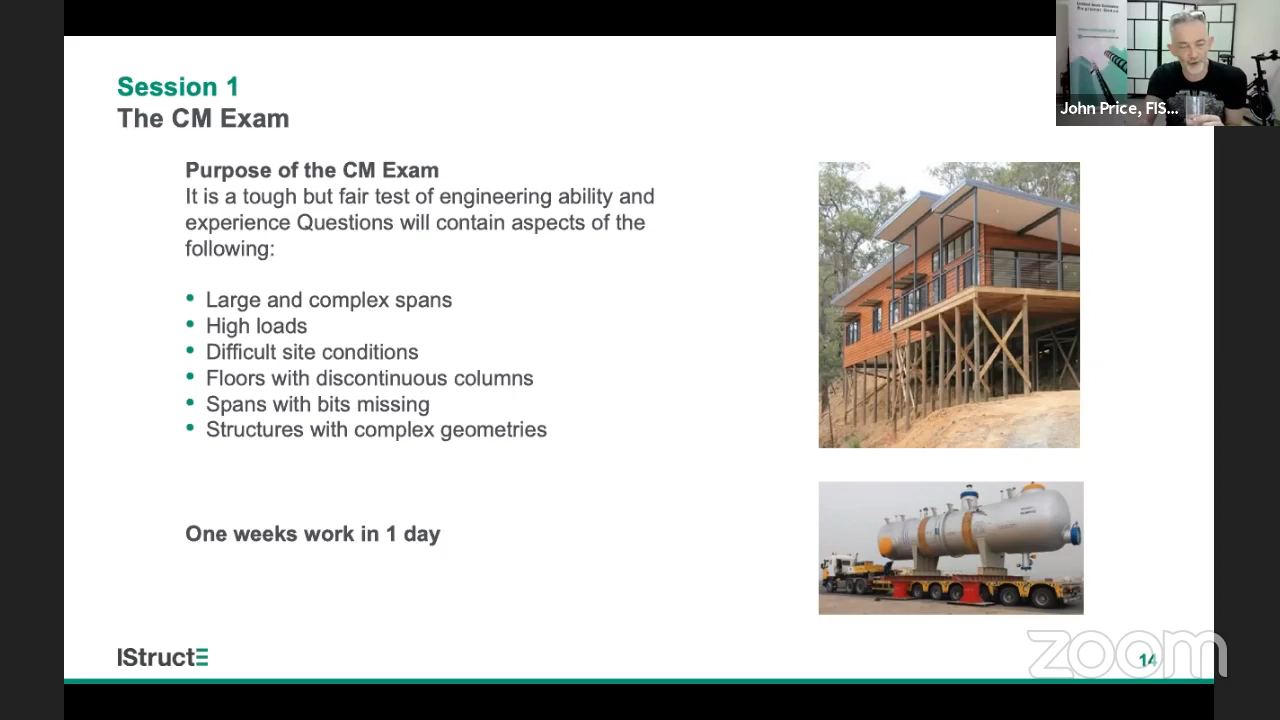 Session 1
The CM Exam
Purpose of the CM Exam
It is a tough but fair test of engineering ability and
experience Questions will contain aspects of the
following:
• Large and complex spans
• High loads
• Difficult site conditions
• Floors with discontinuous columns
• Spans with bits missing
• Structures with complex geometries
One weeks work in 1 day
IStructE
14
zoom
John Price, FIS...